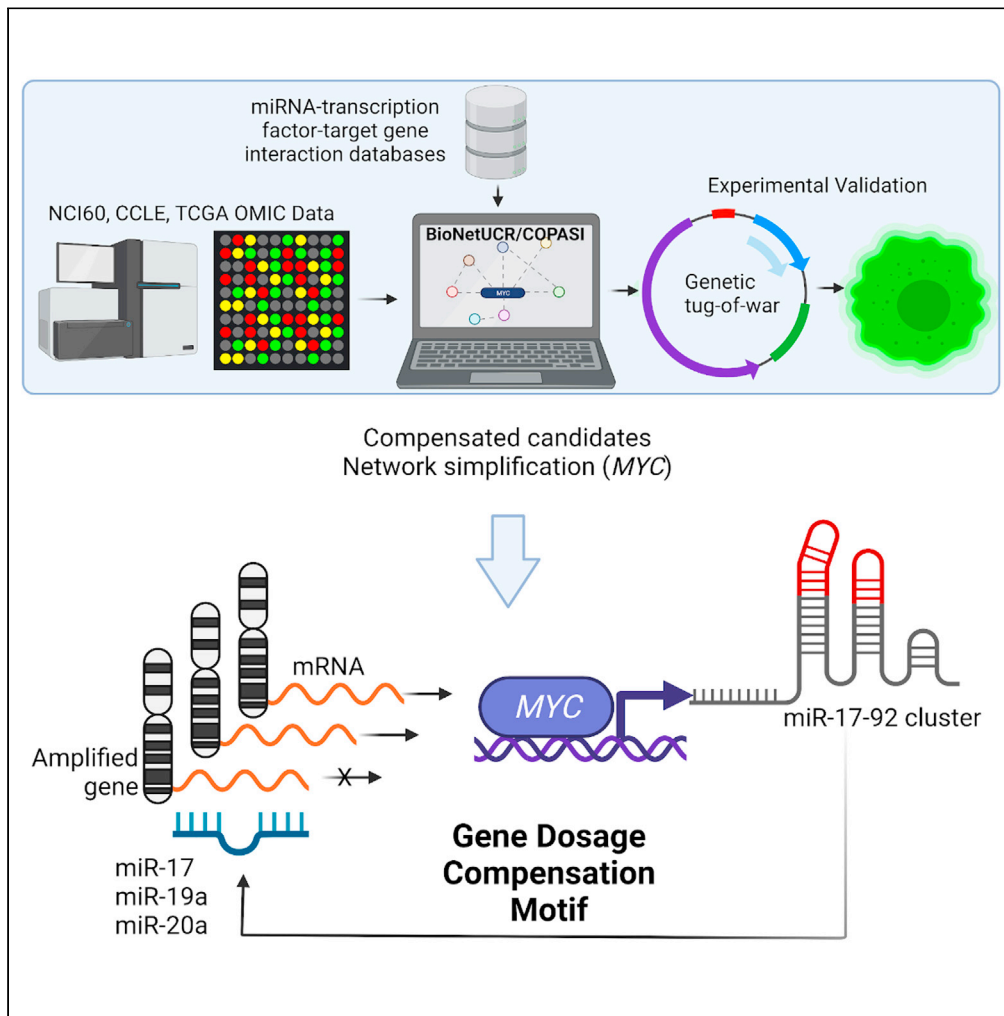 miRNA-transcription
factor-target gene
interaction databases
NCI60, CCLE, TCGA OMIC Data
BioNetUCR/COPASI
MYC
Experimental Validation
Genetic
tug-of-war
Compensated candidates
Network simplification (MYC)
mRNA
Amplified
gene
X
MYC
miR-17-92 cluster
miR-17
miR-19a
miR-20a
Gene Dosage
Compensation
Motif